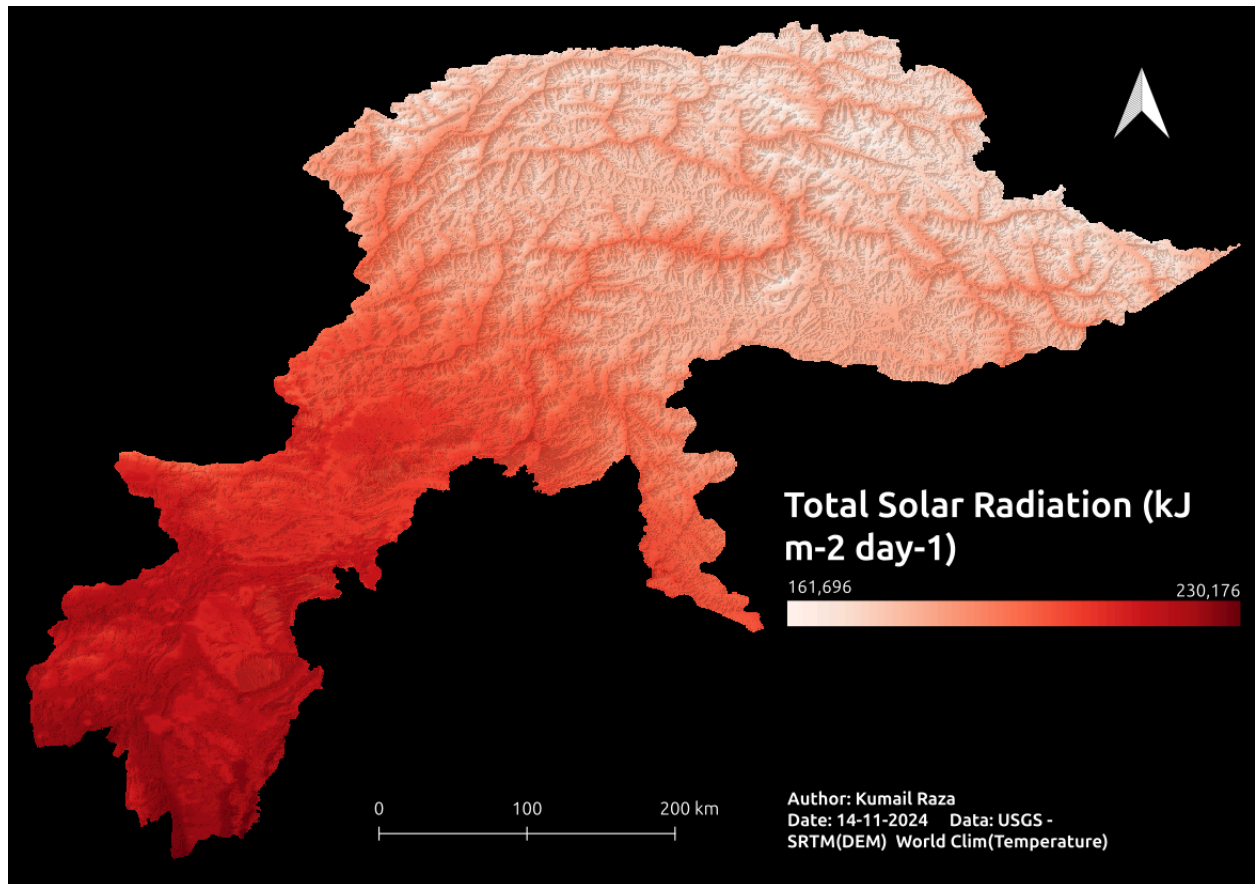 Total Solar Radiation (kJ
m-2 day-1)
161,696 230,176
0 100 200 km
Author: Kumail Raza
Date: 14-11-2024 Data: USGS -
SRTM(DEM) World Clim(Temperature)